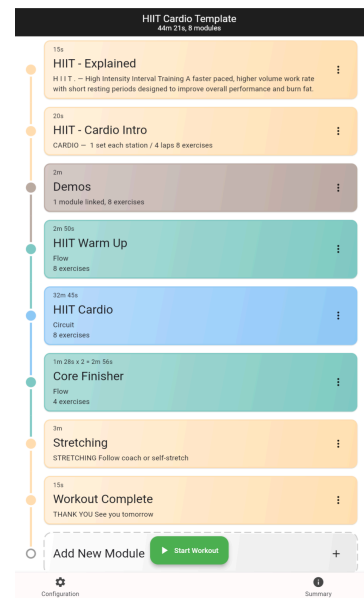 HIIT Cardio Template
44m 21s, 8 modules
15s
HIIT - Explained
H I I T . — High Intensity Interval Training A faster paced, higher volume work rate
with short resting periods designed to improve overall performance and burn fat.
20s
HIIT - Cardio Intro
CARDIO — 1 set each station / 4 laps 8 exercises
2m
Demos
1 module linked, 8 exercises
2m 50s
HIIT Warm Up
Flow
8 exercises
32m 45s
HIIT Cardio
Circuit
8 exercises
1m 28s x 2 = 2m 56s
Core Finisher
Flow
4 exercises
3m
Stretching
STRETCHING Follow coach or self-stretch
15s
Workout Complete
THANK YOU See you tomorrow
Add New Module
Start Workout
Configuration
Summary